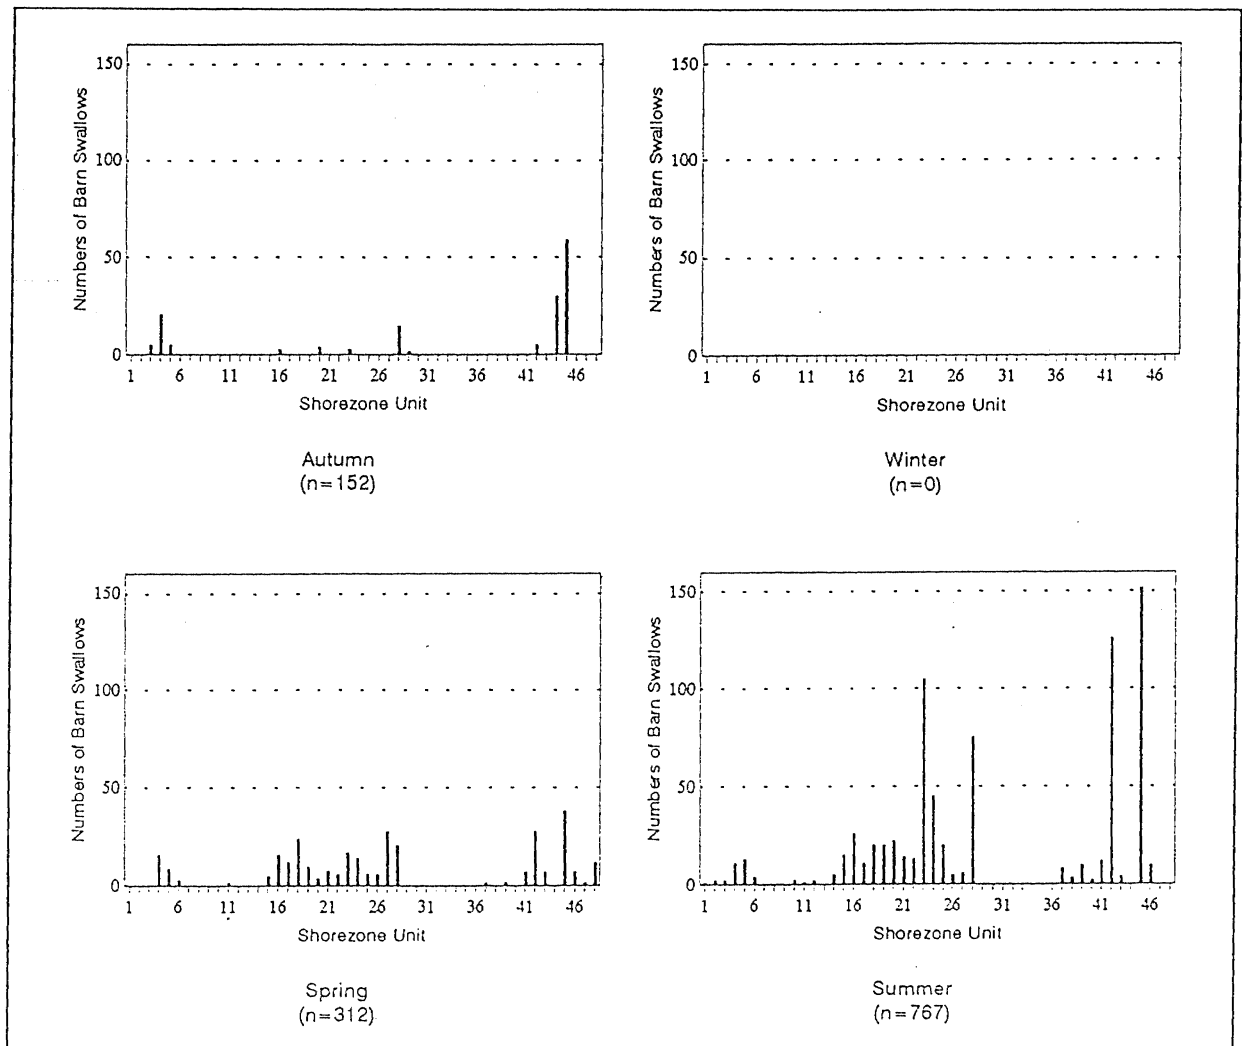 Numbers of Barn Swallows
150
100
50
0
1 6 11 16 21 26 31 36 41 46
Shorezone Unit
Autumn
(n=152)
Numbers of Barn Swallows
150
100
50
0
1 6 11 16 21 26 31 36 41 46
Shorezone Unit
Winter
(n=0)
Numbers of Barn Swallows
150
100
50
0
1 6 11 16 21 26 31 36 41 46
Shorezone Unit
Spring
(n=312)
Numbers of Barn Swallows
150
100
50
0
1 6 11 16 21 26 31 36 41 46
Shorezone Unit
Summer
(n=767)